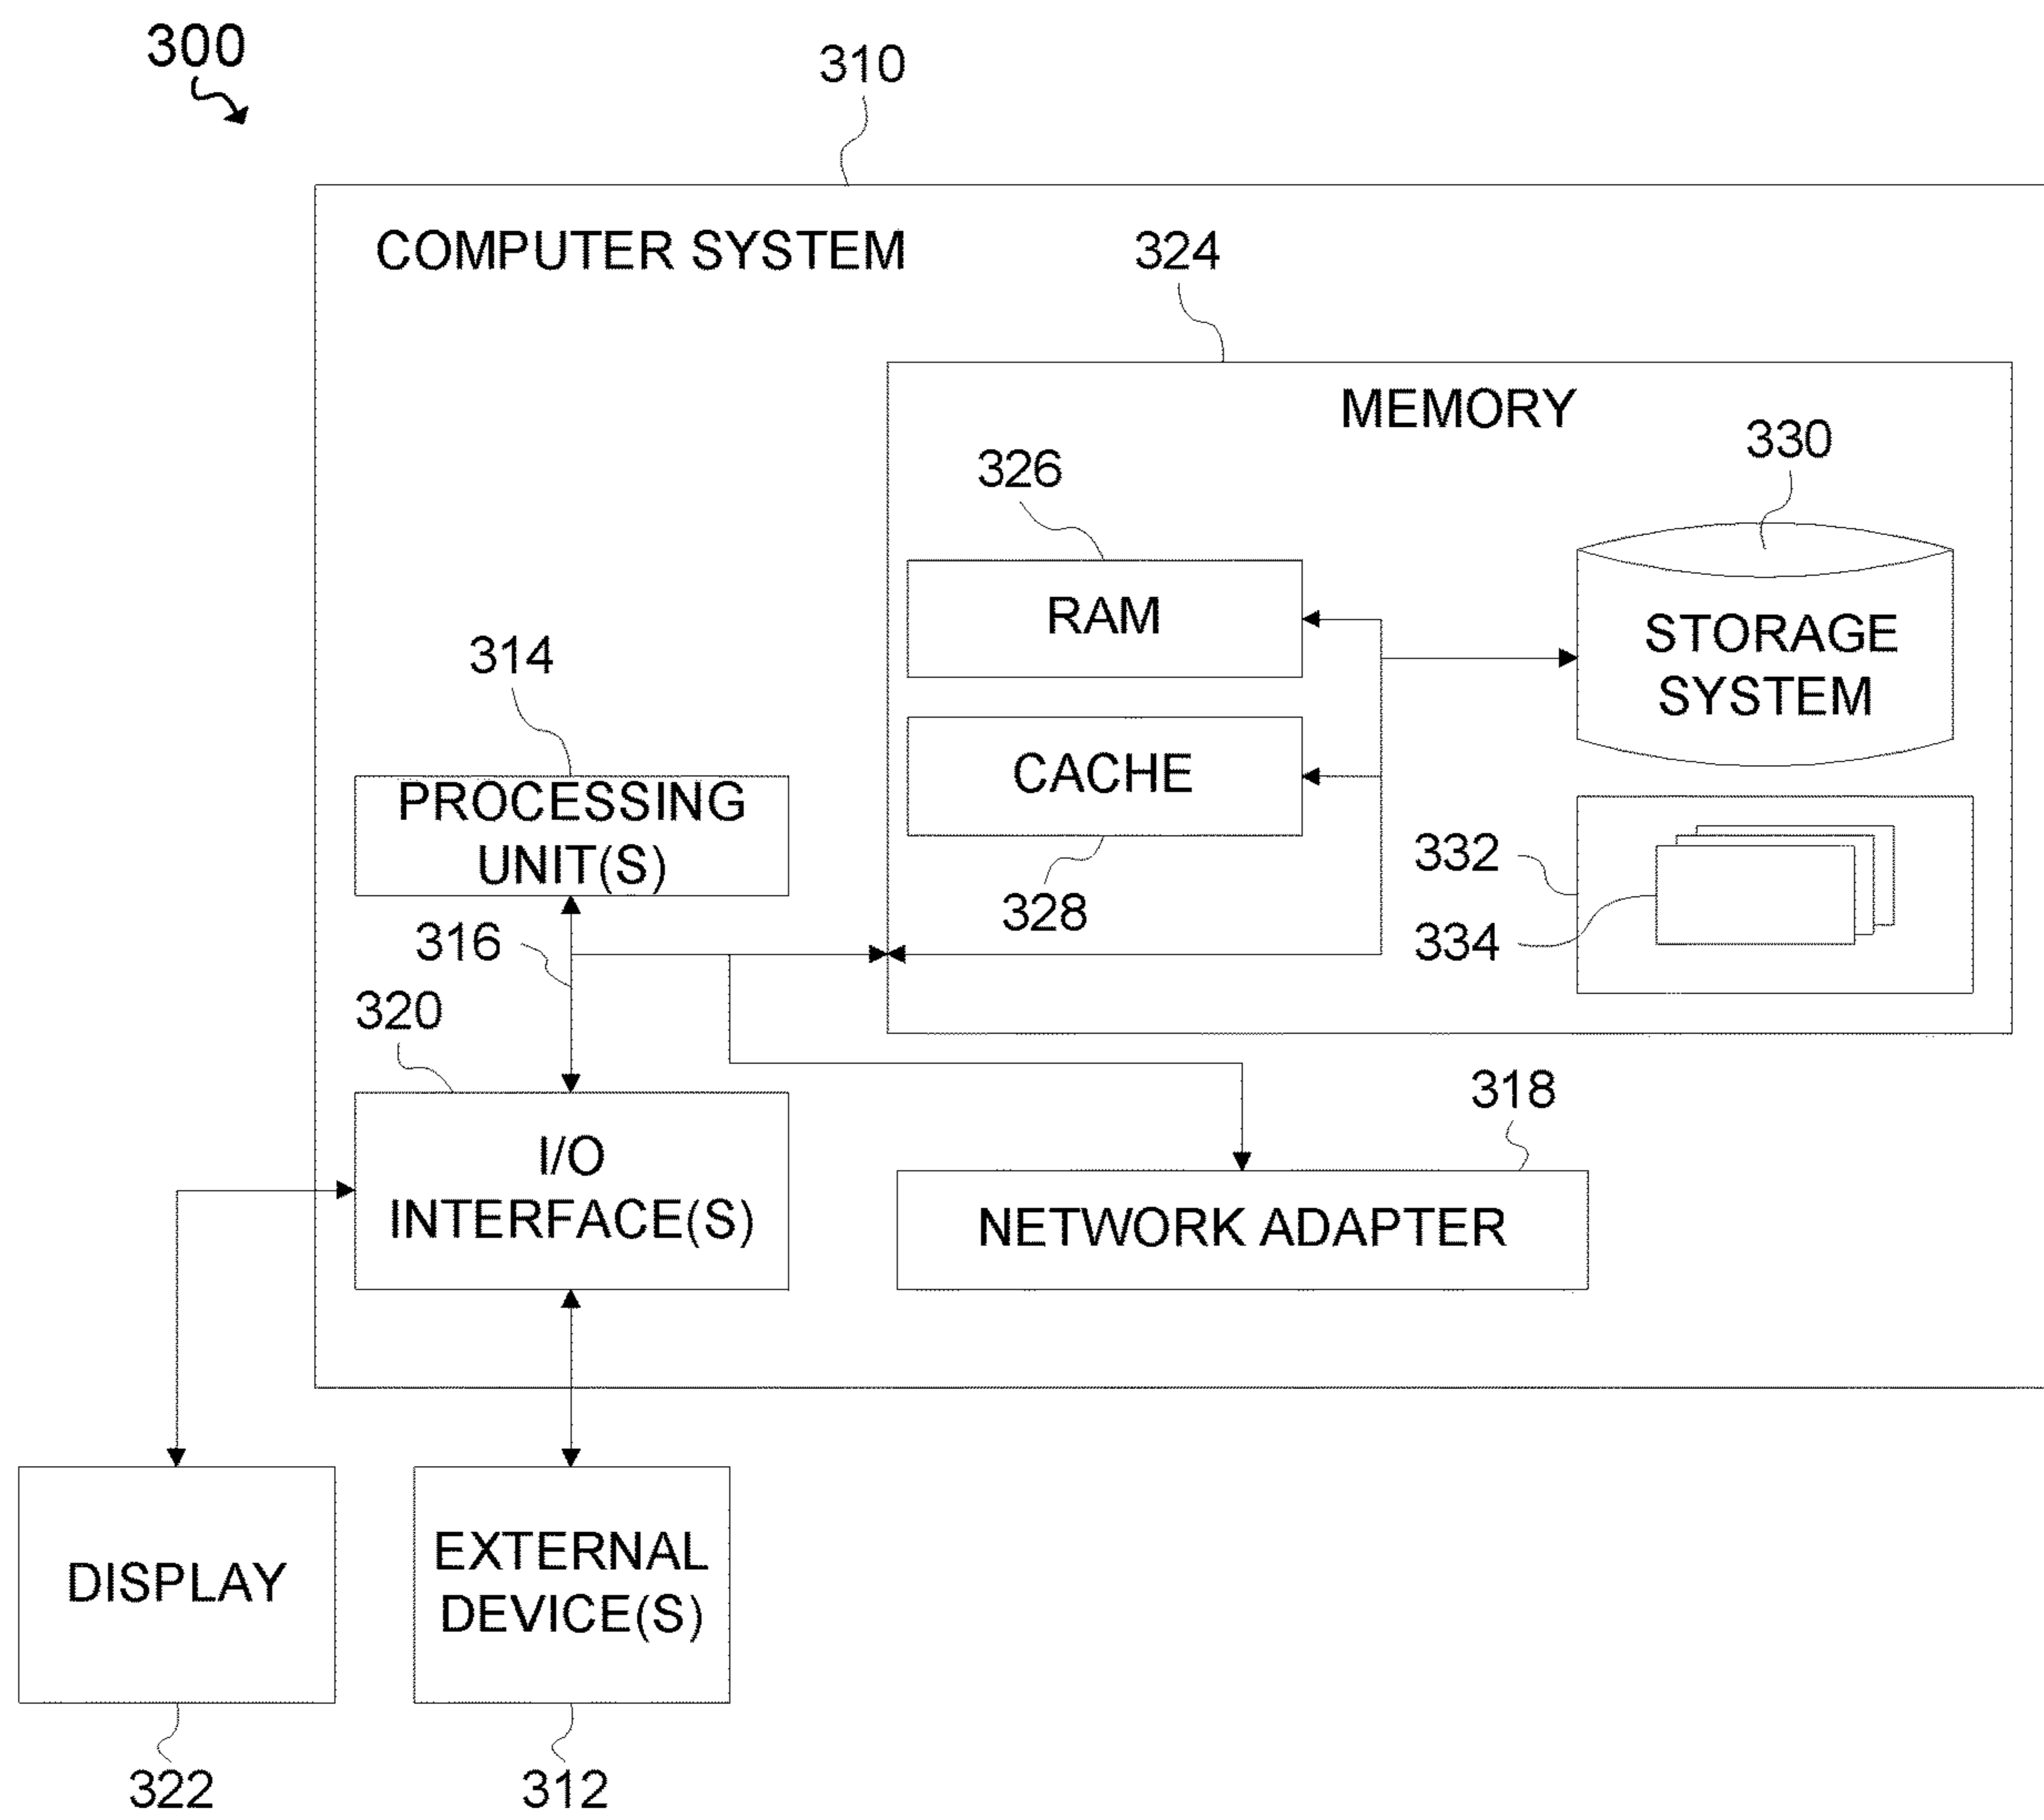 300
310
COMPUTER SYSTEM
324
MEMORY
330
326
RAM
STORAGE
SYSTEM
314
CACHE
PROCESSING
UNIT(S)
332
328
334
316
320
318
I/O
INTERFACE(S)
NETWORK ADAPTER
DISPLAY
EXTERNAL
DEVICE(S)
322
312